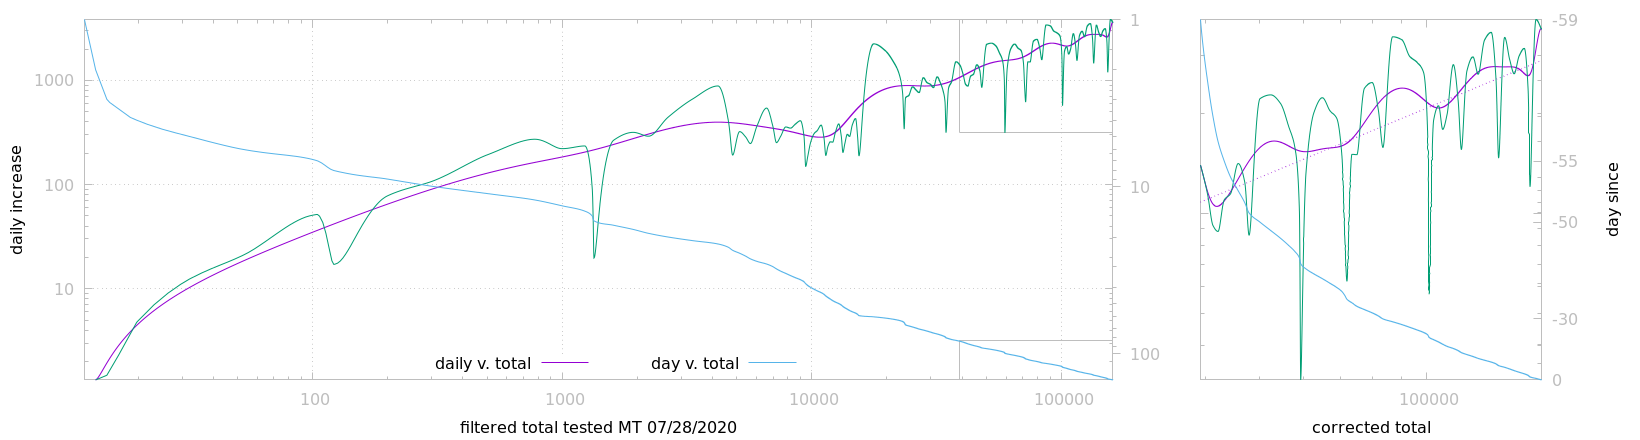 daily increase
1000
100
10
daily v. total
day v. total
100
1000
10000
100000
filtered total tested MT 07/28/2020
1
10
100
100000
corrected total
-59
-55
-50
-30
0
day since